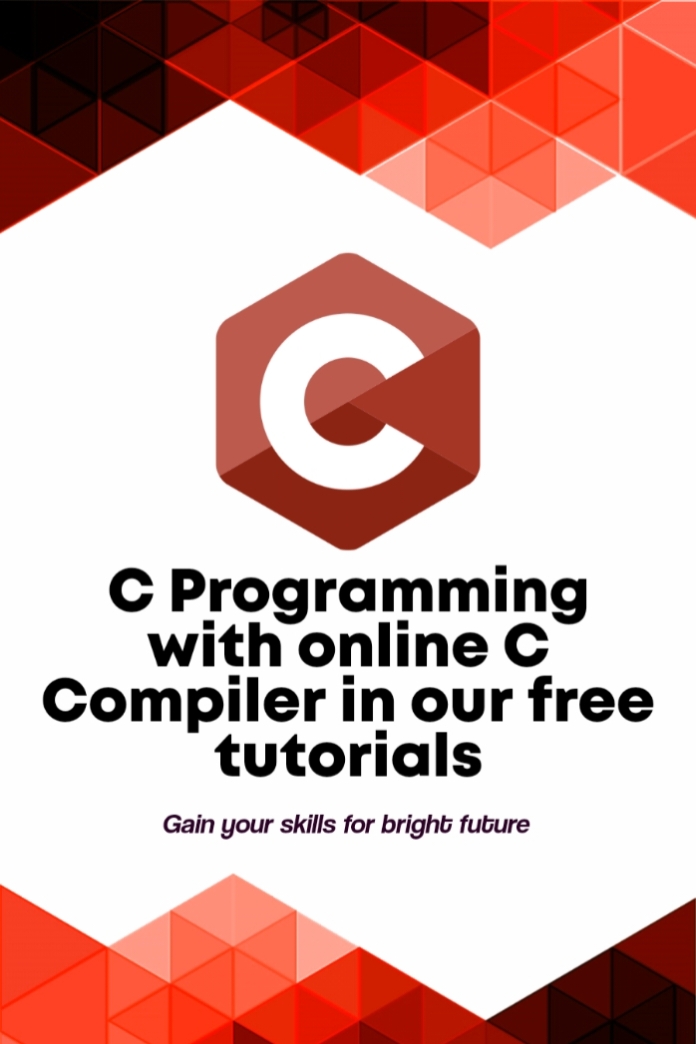 C
C Programming
with online C
Compiler in our free
tutorials
Gain your skills for bright future